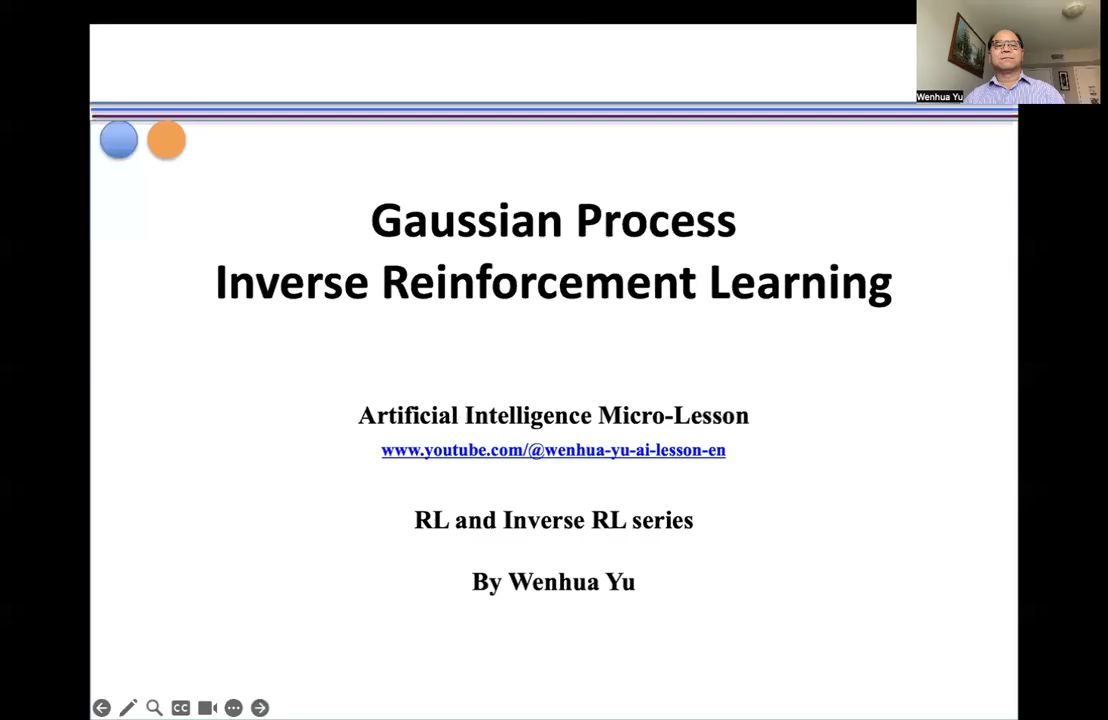 Wenhua Yu
Gaussian Process
Inverse Reinforcement Learning
Artificial Intelligence Micro-Lesson
www.youtube.com/@wenhua-yu-ai-lesson-en
RL and Inverse RL series
By Wenhua Yu
CC